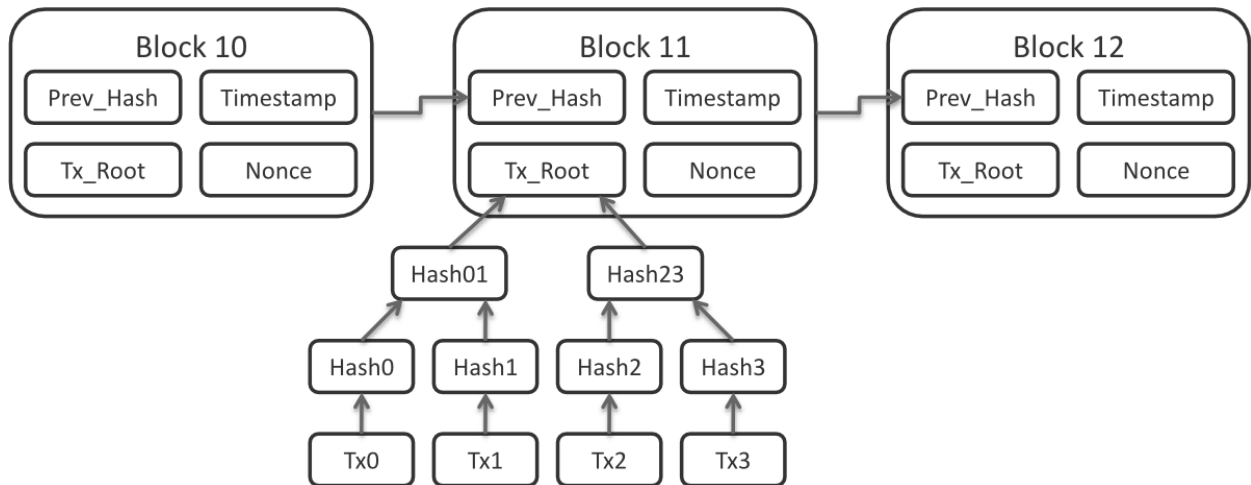 Block 10
Block 11
Block 12
Prev_Hash
Timestamp
Prev_Hash
Timestamp
Prev_Hash
Timestamp
Tx_Root
Nonce
Tx_Root
Nonce
Tx_Root
Nonce
Hash01
Hash23
Hash0
Hash1
Hash2
Hash3
Tx0
Tx1
Tx2
Tx3